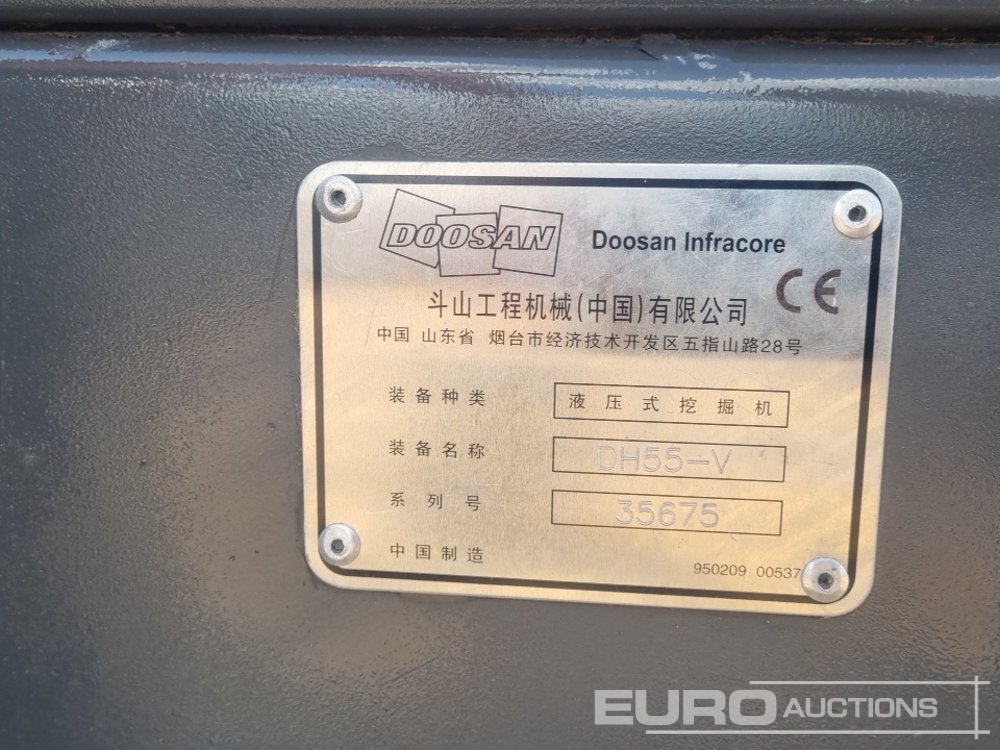 DOOSAN Doosan Infracore
CE
斗山工程机械(中国)有限公司
中国 山东省 烟台市经济技术开发区五指山路28号
装备种类 液压式挖掘机
装备名称 DH55-V
系列号 35675
中国制造
950209 00537
EURO AUCTIONS